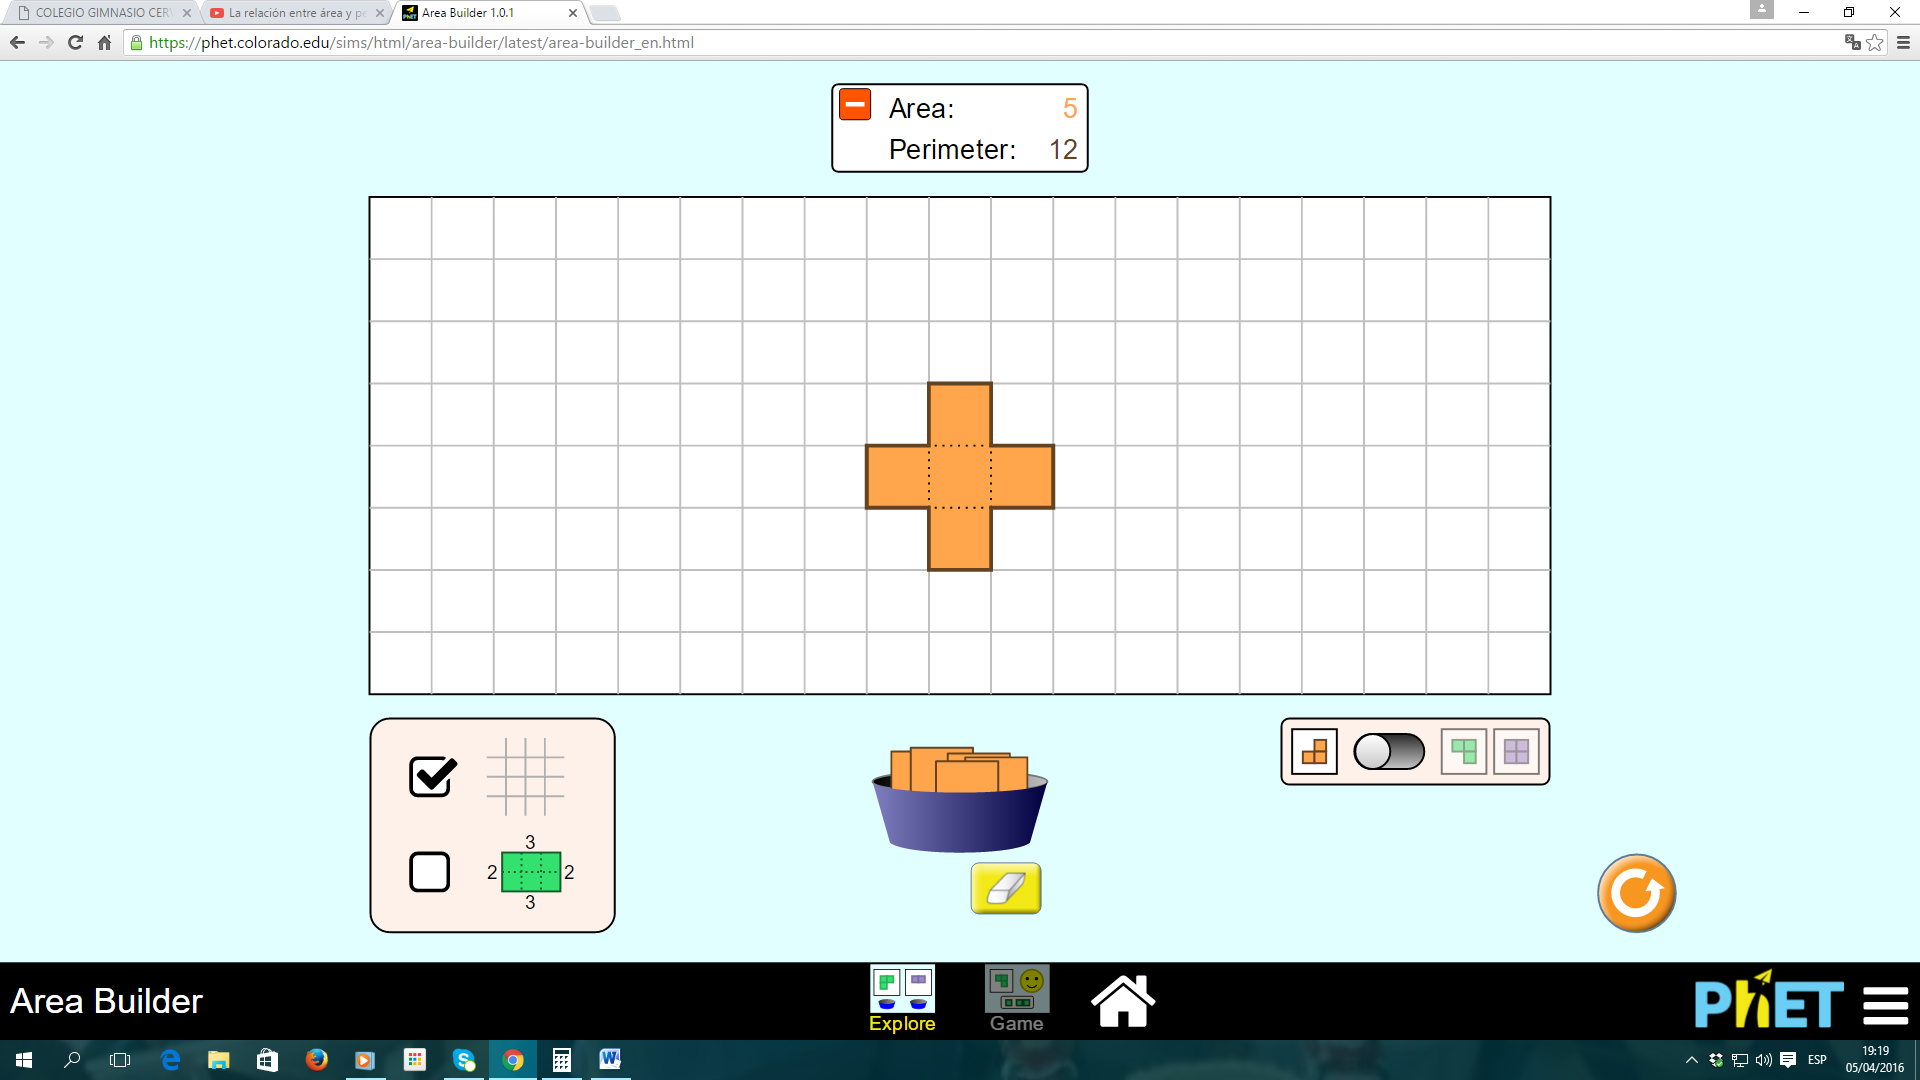 COLEGIO GIMNASIO CER
La relación entre área y p
Area Builder 1.0.1
https://phet.colorado.edu/sims/html/area-builder/latest/area-builder_en.html
Area: 5
Perimeter: 12
3
2 2
3
Area Builder
Explore
Game
PhET
ESP
19:19
05/04/2016